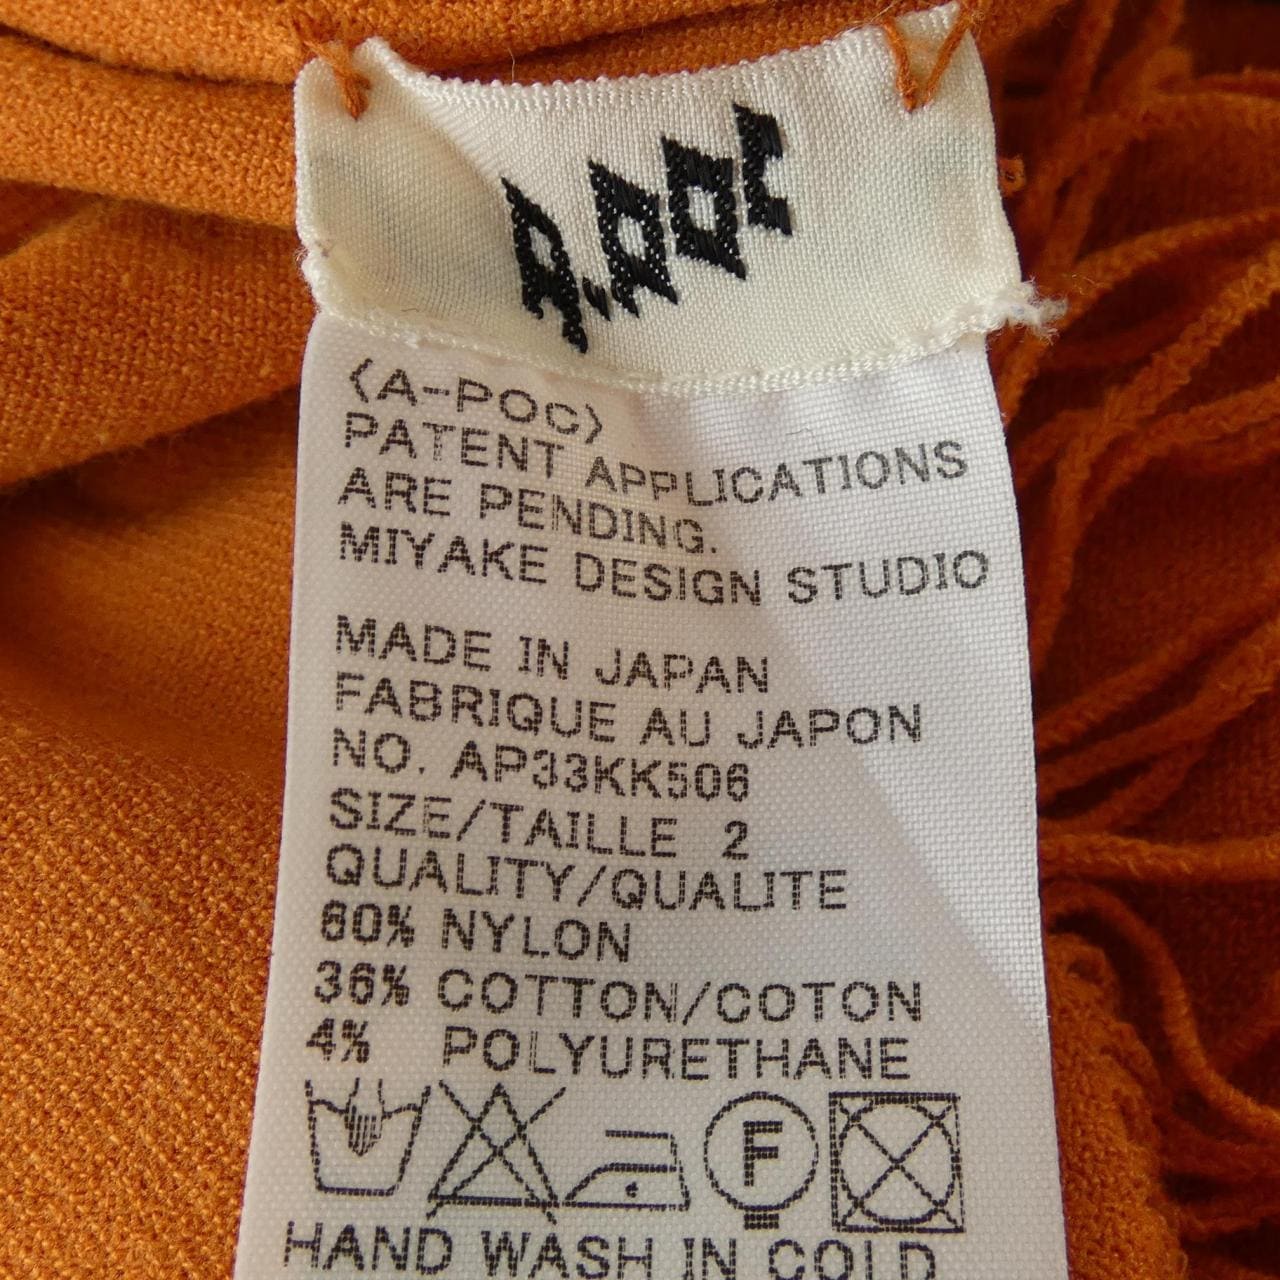 A.POC
<A-POC>
PATENT APPLICATIONS
ARE PENDING.
MIYAKE DESIGN STUDIO
MADE IN JAPAN
FABRIQUE AU JAPON
NO. AP33KK506
SIZE/TAILLE 2
QUALITY/QUALITE
60% NYLON
36% COTTON/COTON
4% POLYURETHANE
F
HAND WASH IN COLD